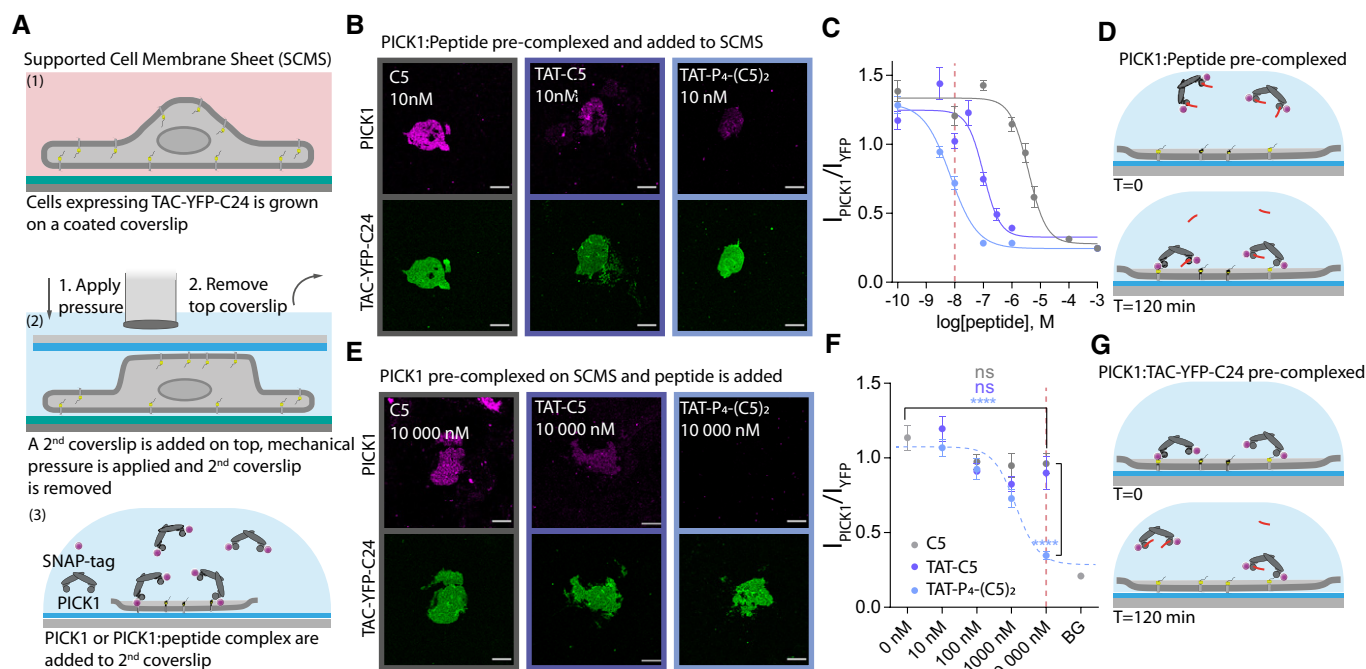 A
Supported Cell Membrane Sheet (SCMS)
(1)
Cells expressing TAC-YFP-C24 is grown
on a coated coverslip
1. Apply
pressure
2. Remove
top coverslip
(2)
A 2nd coverslip is added on top, mechanical
pressure is applied and 2nd coverslip
is removed
(3)
SNAP-tag
PICK1
PICK1 or PICK1:peptide complex are
added to 2nd coverslip
B
PICK1:Peptide pre-complexed and added to SCMS
C5
10nM
TAT-C5
10nM
TAT-P₄-(C5)₂
10 nM
PICK1
TAC-YFP-C24
C
1.5
1.0
0.5
0.0
I PICK1/I YFP
-10 -9 -8 -7 -6 -5 -4 -3
log[peptide], M
D
PICK1:Peptide pre-complexed
T=0
T=120 min
E
PICK1 pre-complexed on SCMS and peptide is added
C5
10 000 nM
TAT-C5
10 000 nM
TAT-P₄-(C5)₂
10 000 nM
PICK1
TAC-YFP-C24
F
ns
ns
****
1.5
1.0
0.5
0.0
I PICK1/I YFP
****
C5
TAT-C5
TAT-P₄-(C5)₂
0 nM
10 nM
100 nM
1000 nM
BG
G
PICK1:TAC-YFP-C24 pre-complexed
T=0
T=120 min